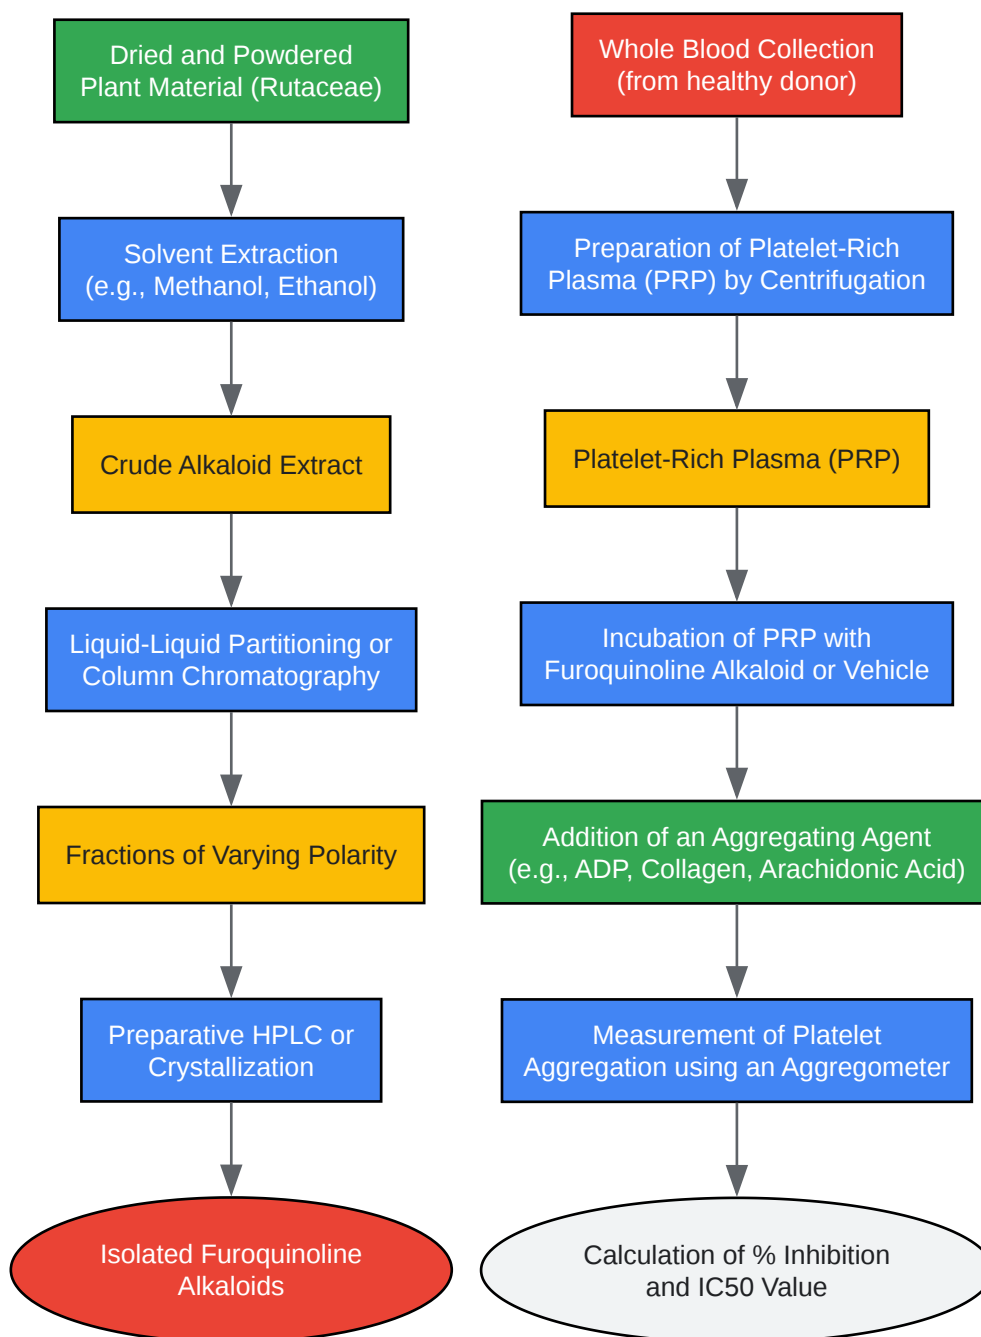 Dried and Powdered
Plant Material (Rutaceae)
Solvent Extraction
(e.g., Methanol, Ethanol)
Crude Alkaloid Extract
Liquid-Liquid Partitioning or
Column Chromatography
Fractions of Varying Polarity
Preparative HPLC or
Crystallization
Isolated Furoquinoline
Alkaloids
Whole Blood Collection
(from healthy donor)
Preparation of Platelet-Rich
Plasma (PRP) by Centrifugation
Platelet-Rich Plasma (PRP)
Incubation of PRP with
Furoquinoline Alkaloid or Vehicle
Addition of an Aggregating Agent
(e.g., ADP, Collagen, Arachidonic Acid)
Measurement of Platelet
Aggregation using an Aggregometer
Calculation of % Inhibition
and IC50 Value